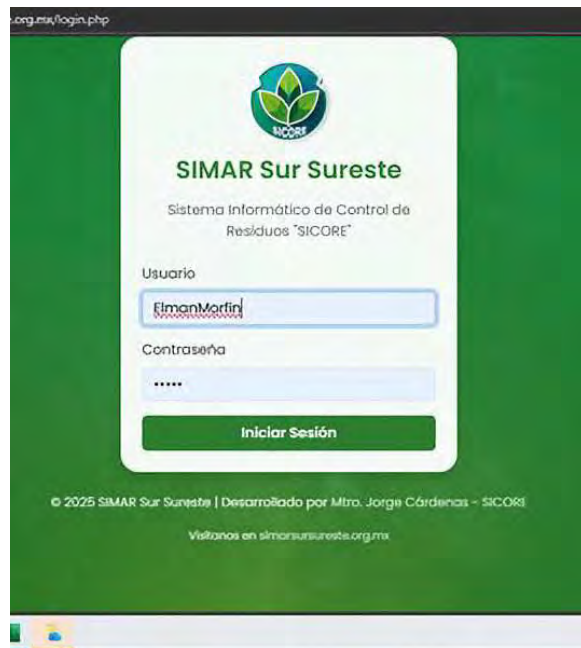 .org.mx/login.php
SICORE
SIMAR Sur Sureste
Sistema Informático de Control de
Residuos "SICORE"
Usuario
ElmanMorfin
Contraseña
•••••
Iniciar Sesión
© 2025 SIMAR Sur Sureste | Desarrollado por Mtro. Jorge Cárdenas - SICORE
Visítanos en simarsursureste.org.mx